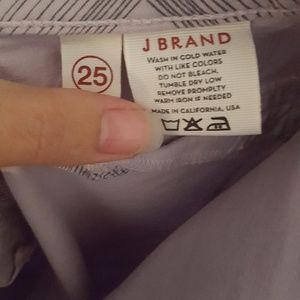 25
J BRAND
WASH IN COLD WATER
WITH LIKE COLORS
DO NOT BLEACH,
TUMBLE DRY LOW
REMOVE PROMPLTY
WARM IRON IF NEEDED.
MADE IN CALIFORNIA, USA